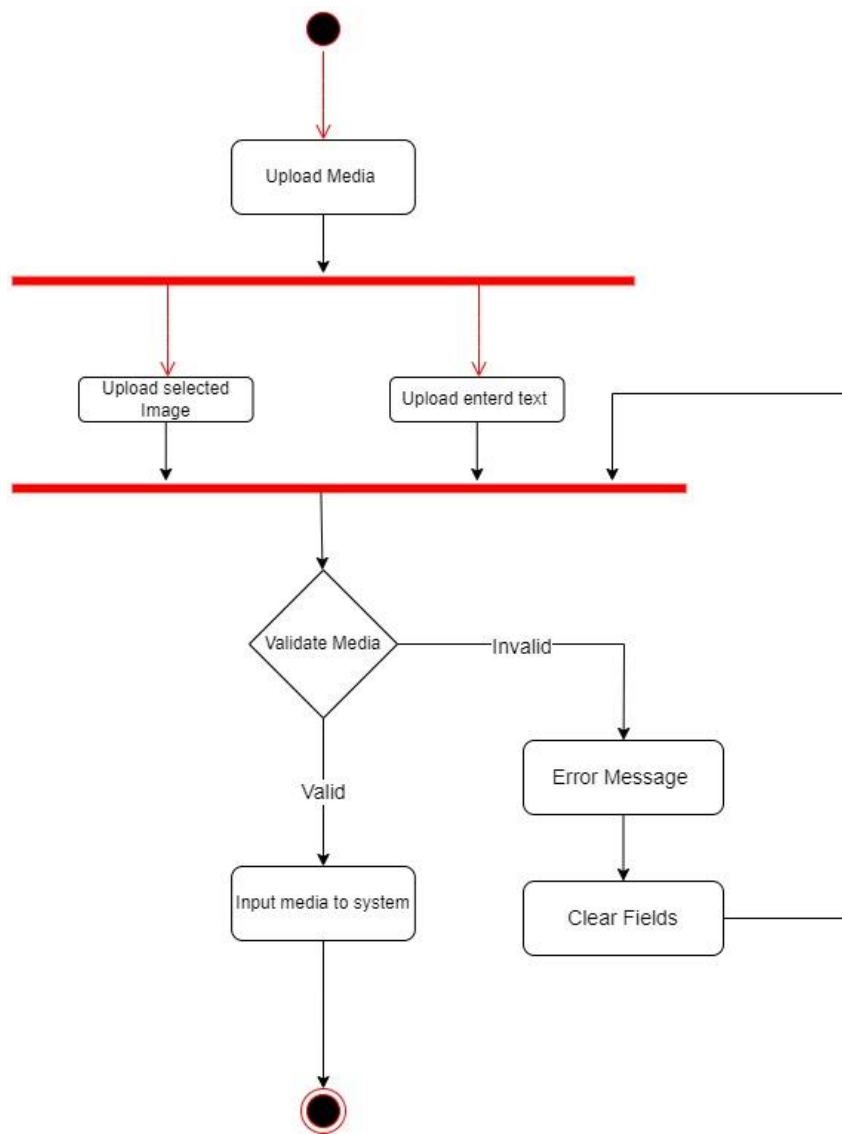 Upload Media
Upload selected
Image
Upload enterd text
Validate Media
Invalid
Error Message
Valid
Input media to system
Clear Fields